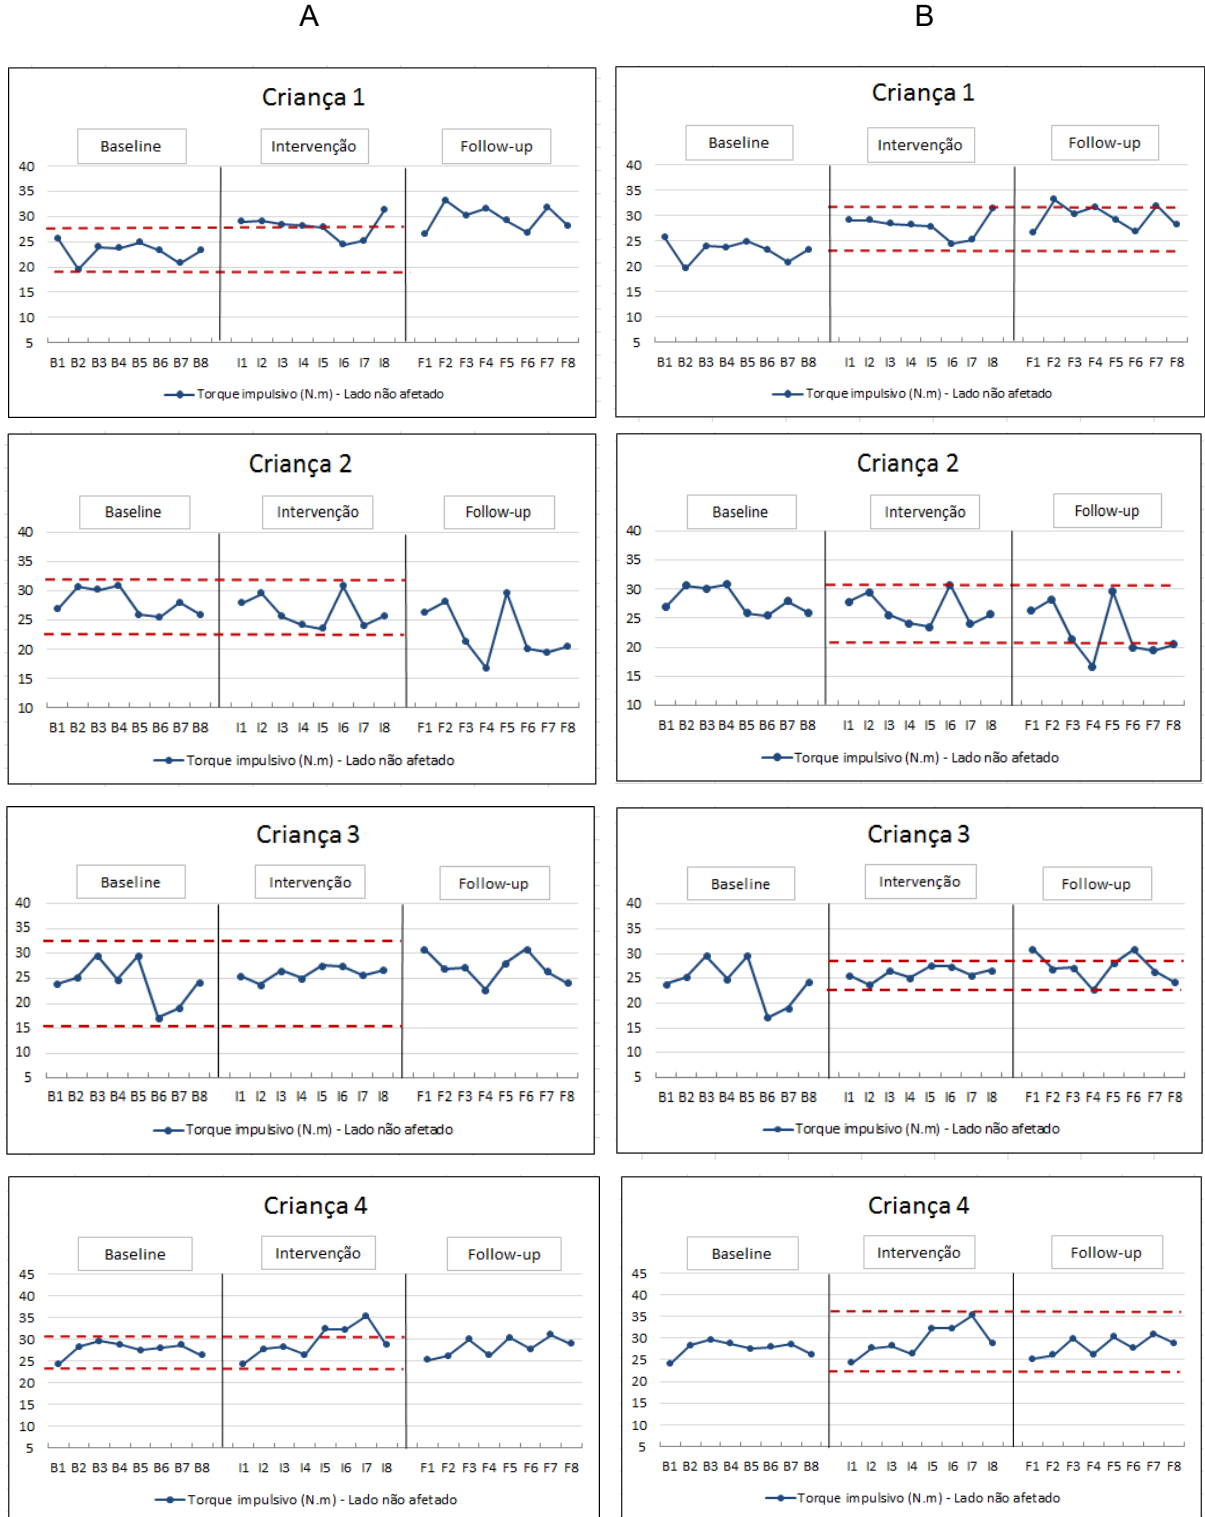 A
B
Criança 1
Baseline Intervenção Follow-up
40
35
30
25
20
15
10
5
B1 B2 B3 B4 B5 B6 B7 B8 I1 I2 I3 I4 I5 I6 I7 I8 F1 F2 F3 F4 F5 F6 F7 F8
Torque impulsivo (N.m) - Lado não afetado
Criança 1
Baseline Intervenção Follow-up
40
35
30
25
20
15
10
5
B1 B2 B3 B4 B5 B6 B7 B8 I1 I2 I3 I4 I5 I6 I7 I8 F1 F2 F3 F4 F5 F6 F7 F8
Torque impulsivo (N.m) - Lado não afetado
Criança 2
Baseline Intervenção Follow-up
40
35
30
25
20
15
10
B1 B2 B3 B4 B5 B6 B7 B8 I1 I2 I3 I4 I5 I6 I7 I8 F1 F2 F3 F4 F5 F6 F7 F8
Torque impulsivo (N.m) - Lado não afetado
Criança 2
Baseline Intervenção Follow-up
40
35
30
25
20
15
10
B1 B2 B3 B4 B5 B6 B7 B8 I1 I2 I3 I4 I5 I6 I7 I8 F1 F2 F3 F4 F5 F6 F7 F8
Torque impulsivo (N.m) - Lado não afetado
Criança 3
Baseline Intervenção Follow-up
40
35
30
25
20
15
10
5
B1 B2 B3 B4 B5 B6 B7 B8 I1 I2 I3 I4 I5 I6 I7 I8 F1 F2 F3 F4 F5 F6 F7 F8
Torque impulsivo (N.m) - Lado não afetado
Criança 3
Baseline Intervenção Follow-up
40
35
30
25
20
15
10
5
B1 B2 B3 B4 B5 B6 B7 B8 I1 I2 I3 I4 I5 I6 I7 I8 F1 F2 F3 F4 F5 F6 F7 F8
Torque impulsivo (N.m) - Lado não afetado
Criança 4
Baseline Intervenção Follow-up
45
40
35
30
25
20
15
10
5
B1 B2 B3 B4 B5 B6 B7 B8 I1 I2 I3 I4 I5 I6 I7 I8 F1 F2 F3 F4 F5 F6 F7 F8
Torque impulsivo (N.m) - Lado não afetado
Criança 4
Baseline Intervenção Follow-up
45
40
35
30
25
20
15
10
5
B1 B2 B3 B4 B5 B6 B7 B8 I1 I2 I3 I4 I5 I6 I7 I8 F1 F2 F3 F4 F5 F6 F7 F8
Torque impulsivo (N.m) - Lado não afetado